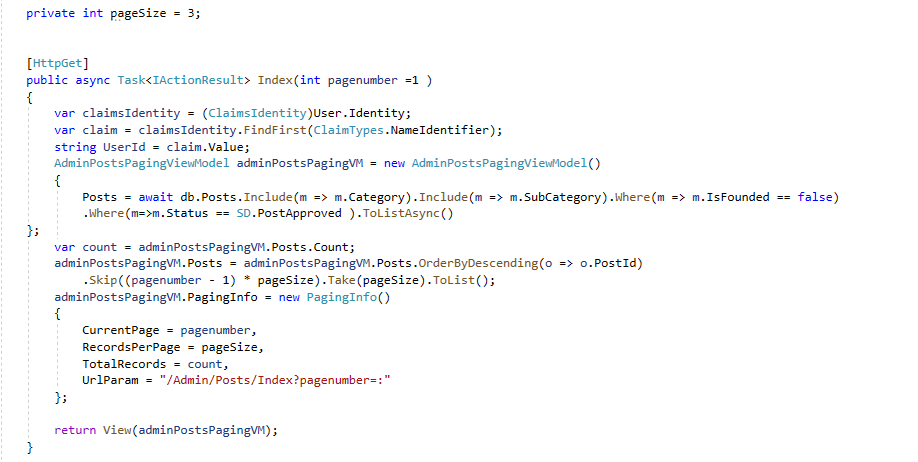 private int pageSize = 3;
[HttpGet]
public async Task<IActionResult> Index(int pagenumber =1 )
{
var claimsIdentity = (ClaimsIdentity)User.Identity;
var claim = claimsIdentity.FindFirst(ClaimTypes.NameIdentifier);
string UserId = claim.Value;
AdminPostsPagingViewModel adminPostsPagingVM = new AdminPostsPagingViewModel()
{
Posts = await db.Posts.Include(m => m.Category).Include(m => m.SubCategory).Where(m => m.IsFounded == false)
.Where(m=>m.Status == SD.PostApproved ).ToListAsync()
};
var count = adminPostsPagingVM.Posts.Count;
adminPostsPagingVM.Posts = adminPostsPagingVM.Posts.OrderByDescending(o => o.PostId)
.Skip((pagenumber - 1) * pageSize).Take(pageSize).ToList();
adminPostsPagingVM.PagingInfo = new PagingInfo()
{
CurrentPage = pagenumber,
RecordsPerPage = pageSize,
TotalRecords = count,
UrlParam = "/Admin/Posts/Index?pagenumber=:"
};
return View(adminPostsPagingVM);
}